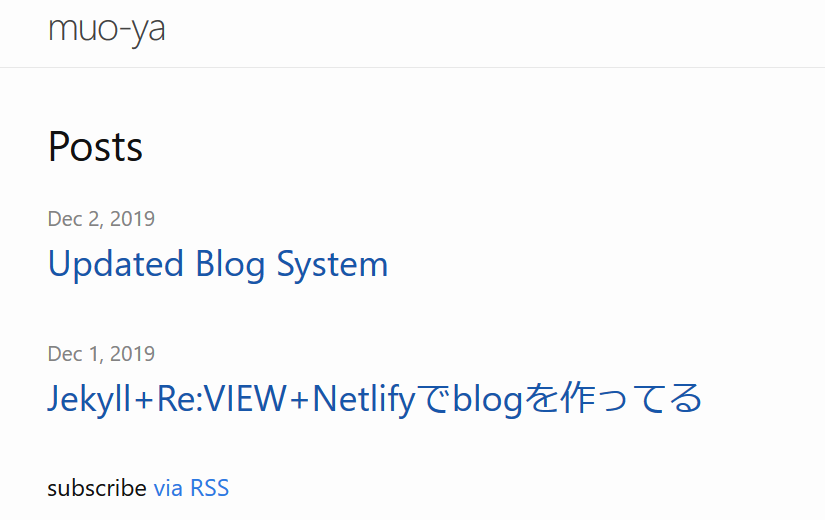 muo-ya
Posts
Dec 2, 2019
Updated Blog System
Dec 1, 2019
Jekyll+Re:VIEW+Netlifyでblogを作ってる
subscribe via RSS